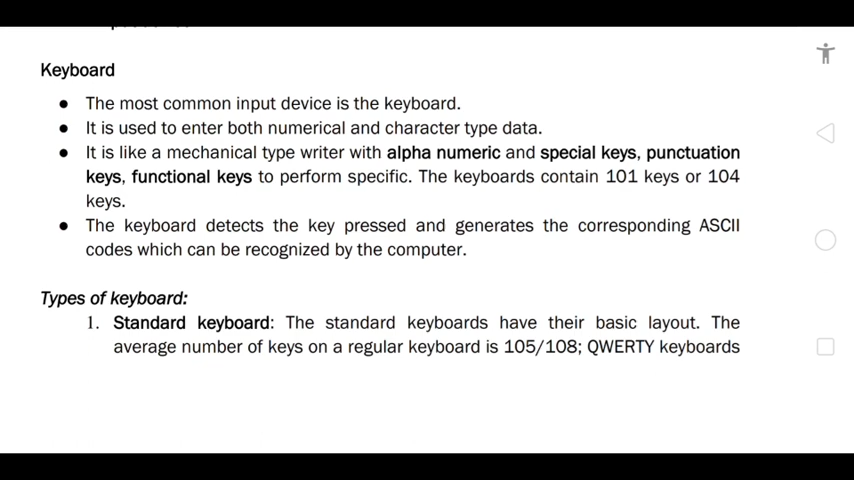 Keyboard
● The most common input device is the keyboard.
● It is used to enter both numerical and character type data.
● It is like a mechanical type writer with alpha numeric and special keys, punctuation
keys, functional keys to perform specific. The keyboards contain 101 keys or 104
keys.
● The keyboard detects the key pressed and generates the corresponding ASCII
codes which can be recognized by the computer.
Types of keyboard:
1. Standard keyboard: The standard keyboards have their basic layout. The
average number of keys on a regular keyboard is 105/108; QWERTY keyboards